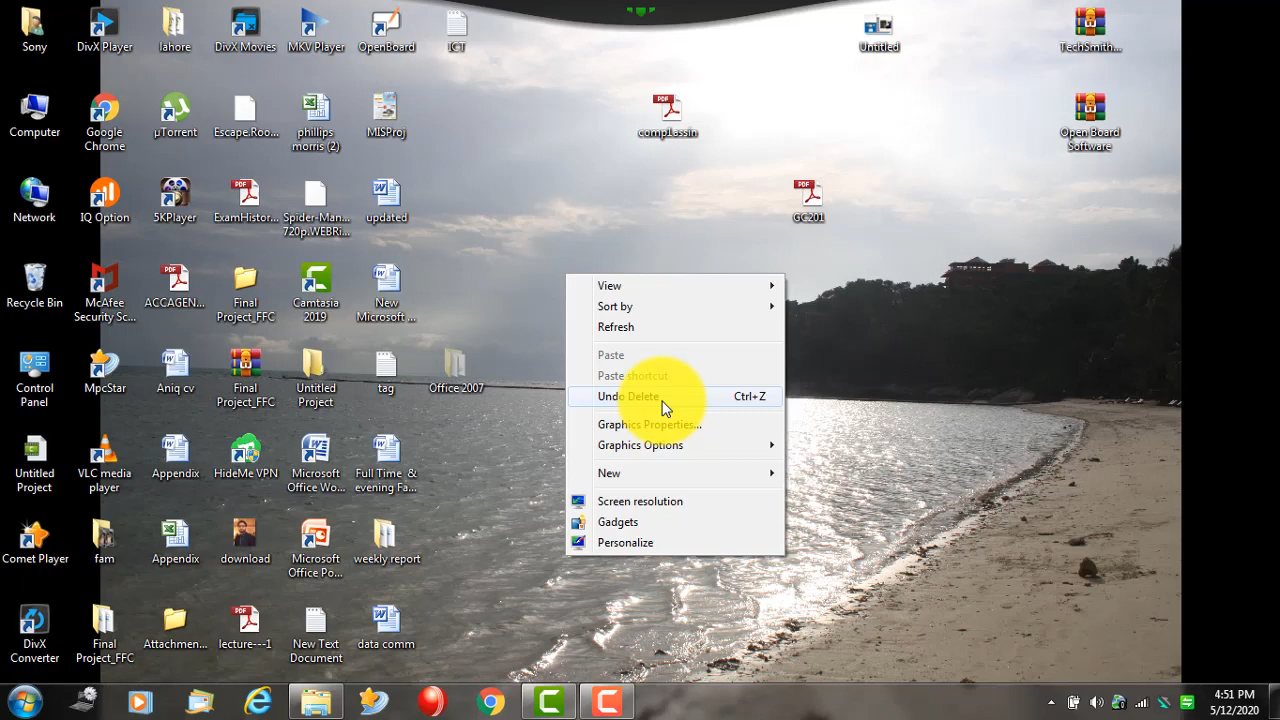 Sony
DivX Player
lahore
DivX Movies
MKV Player
OpenBoard
ICT
Untitled
TechSmith...
Computer
Google
Chrome
µTorrent
Escape.Roo...
phillips
morris (2)
MISProj
comp1assin
Open Board
Software
Network
IQ Option
5KPlayer
ExamHistor...
Spider-Man...
720p.WEBRi...
updated
GC201
Recycle Bin
McAfee
Security Sc...
ACCAGEN...
Final
Project_FFC
Camtasia
2019
New
Microsoft ...
Control
Panel
MpcStar
Aniq cv
Final
Project_FFC
Untitled
Project
tag
Office 2007
Untitled
Project
VLC media
player
Appendix
HideMe VPN
Microsoft
Office Wo...
Full Time &
evening Fa...
Comet Player
fam
Appendix
download
Microsoft
Office Po...
weekly report
DivX
Converter
Final
Project_FFC
Attachmen...
lecture---1
New Text
Document
data comm
View
Sort by
Refresh
Paste
Paste shortcut
Undo Delete Ctrl+Z
Graphics Properties...
Graphics Options
New
Screen resolution
Gadgets
Personalize
4:51 PM
5/12/2020